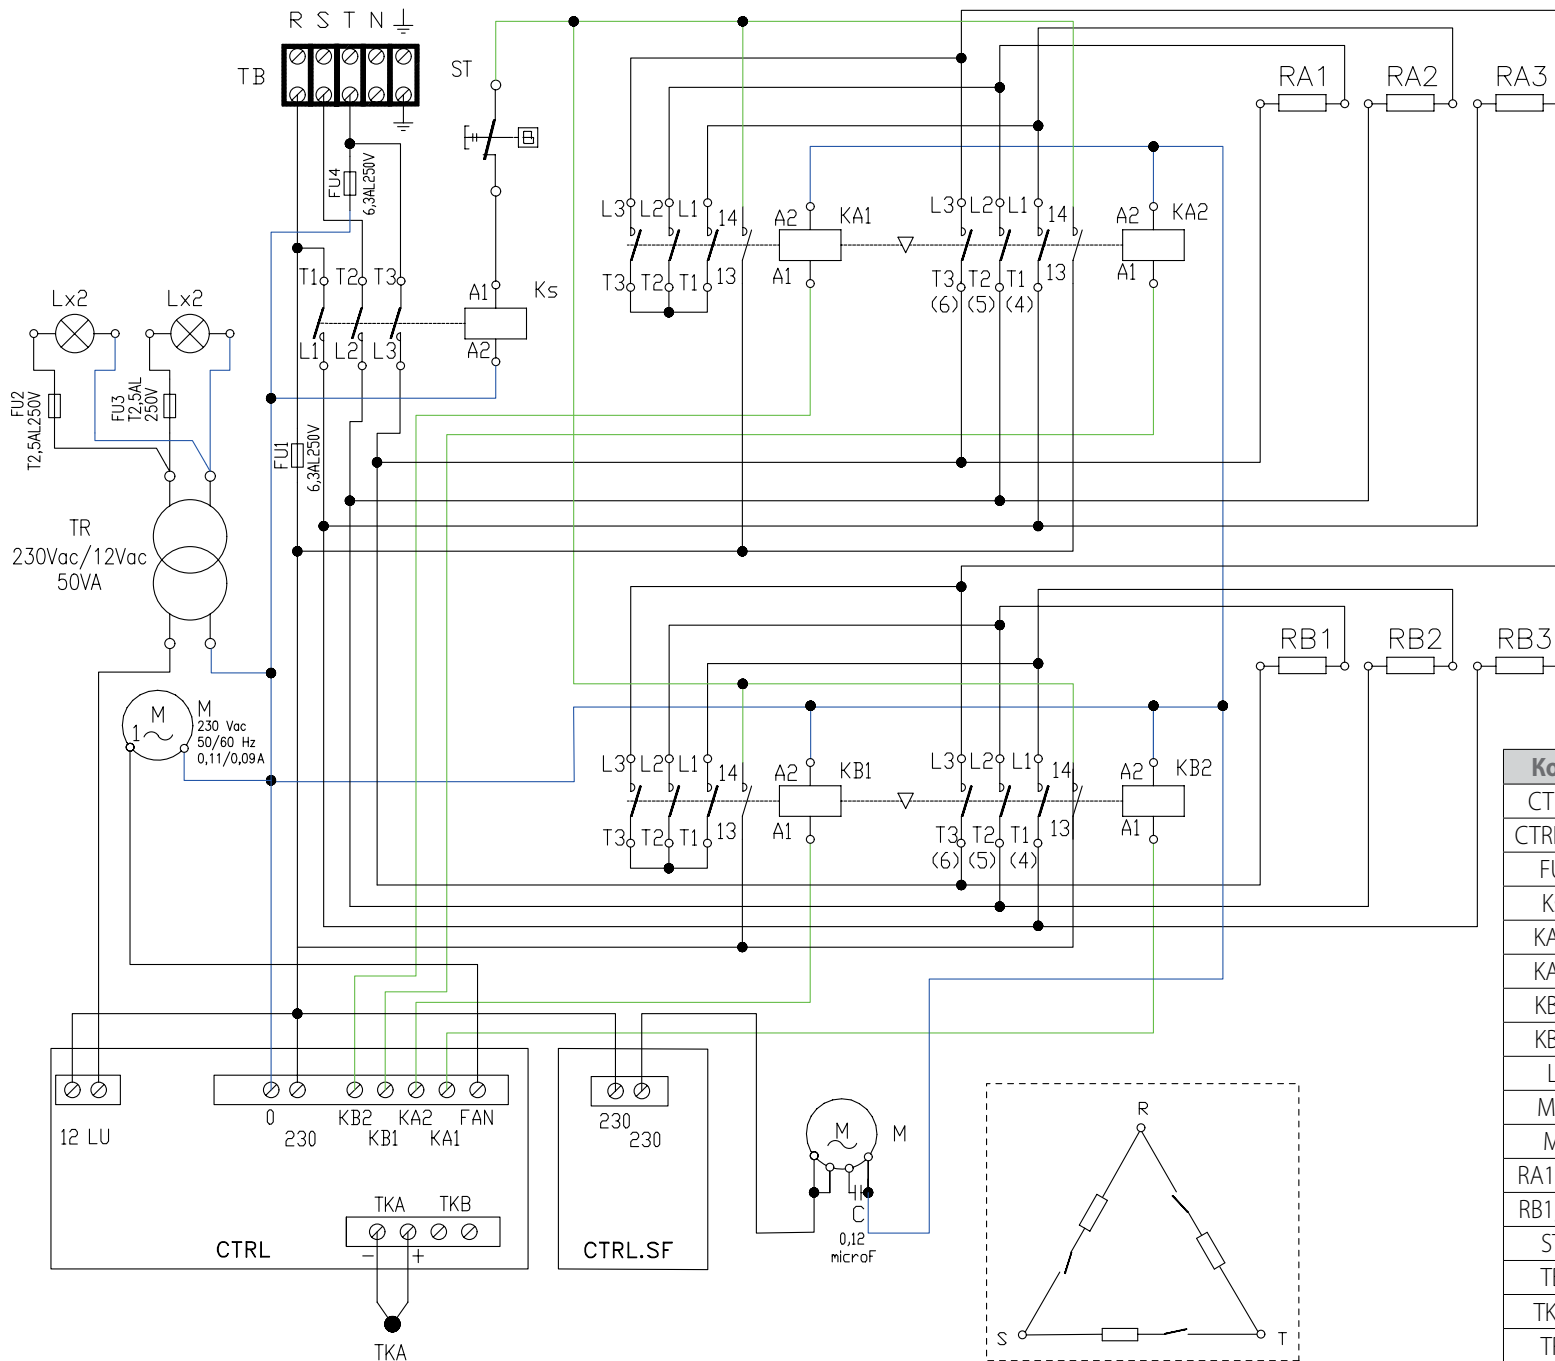 R S T N
TB
ST
RA1
RA2
RA3
FU4
6,3AL250V
L3 L2 L1 14
A2
KA1
A1
T3 T2 T1 13
L3 L2 L1 14
A2
KA2
A1
T3 T2 T1 13
(6) (5) (4)
T1 T2 T3
A1
Ks
L1 L2 L3
A2
Lx2
Lx2
FU2
T2,5AL250V
FU3
T2,5AL
250V
FU1
6,3AL250V
TR
230Vac/12Vac
50VA
RB1
RB2
RB3
M
1
M
230 Vac
50/60 Hz
0,11/0,09A
L3 L2 L1 14
A2
KB1
A1
T3 T2 T1 13
L3 L2 L1 14
A2
KB2
A1
T3 T2 T1 13
(6) (5) (4)
12 LU
0
230
KB2
KB1
KA2
KA1
FAN
TKA
TKB
- +
CTRL
TKA
230
230
CTRL.SF
M
M
C
0,12
microF
R
S
T